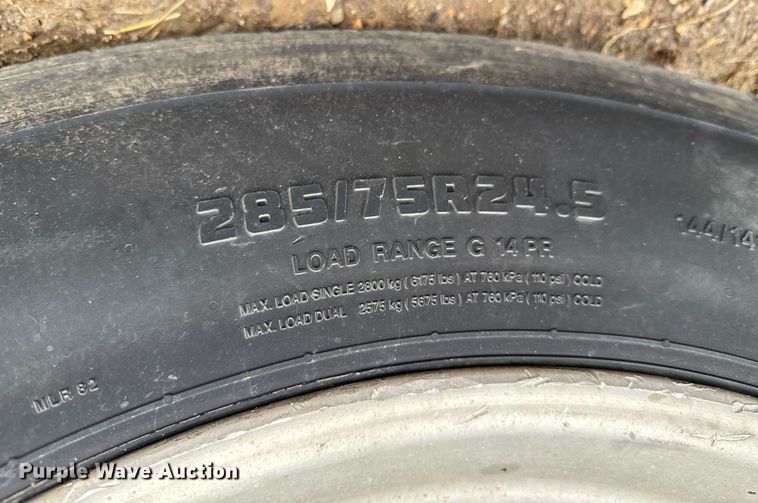 285/75R24.5
144/14
LOAD RANGE G 14 PR
MAX. LOAD SINGLE 2800 kg ( 6175 lbs ) AT 760 kPa ( 110 psi ) COLD
MAX. LOAD DUAL 2575 kg ( 5675 lbs ) AT 760 kPa ( 110 psi ) COLD
MLR 82
Purple Wave Auction